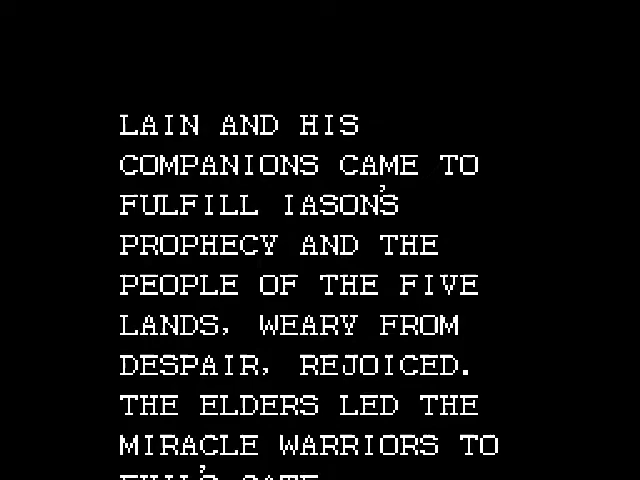 LAIN AND HIS
COMPANIONS CAME TO
FULFILL IASON'S
PROPHECY AND THE
PEOPLE OF THE FIVE
LANDS, WEARY FROM
DESPAIR, REJOICED.
THE ELDERS LED THE
MIRACLE WARRIORS TO